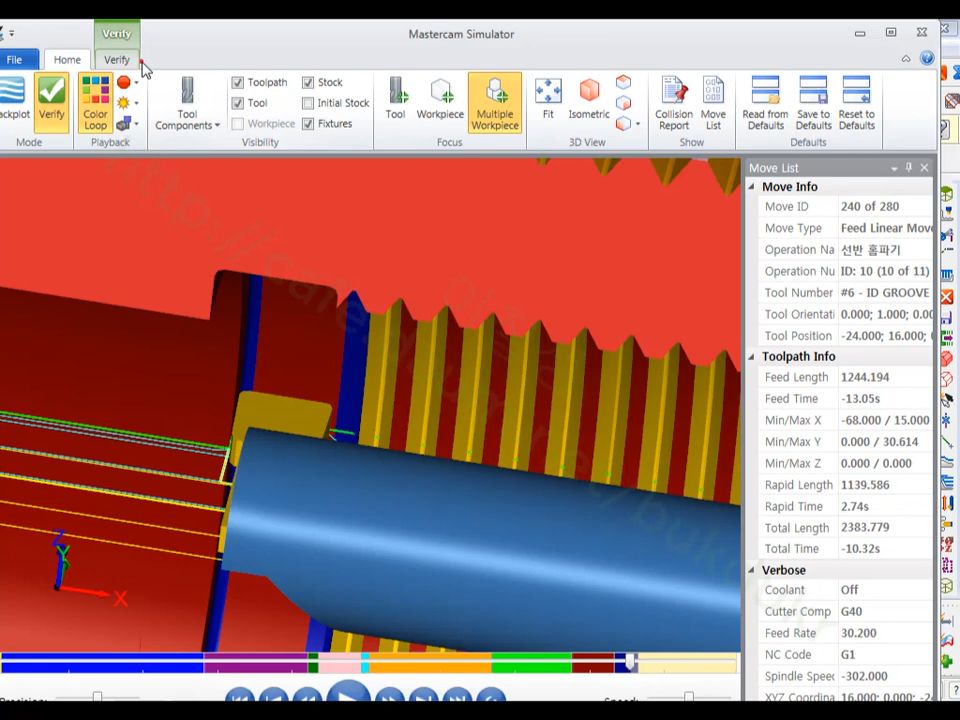 Verify
Mastercam Simulator
File
Home
Verify
ackplot
Verify
Color Loop
Tool Components
Toolpath
Stock
Tool
Initial Stock
Workpiece
Fixtures
Tool
Workpiece
Multiple Workpiece
Fit
Isometric
Collision Report
Move List
Read from Defaults
Save to Defaults
Reset to Defaults
Mode
Playback
Visibility
Focus
3D View
Show
Defaults
Move List
Move Info
Move ID 240 of 280
Move Type Feed Linear Mov
Operation Na 선반 홈파기
Operation Nu ID: 10 (10 of 11)
Tool Number #6 - ID GROOVE
Tool Orientati 0.000; 1.000; 0.00
Tool Position -24.000; 16.000;
Toolpath Info
Feed Length 1244.194
Feed Time -13.05s
Min/Max X -68.000 / 15.000
Min/Max Y 0.000 / 30.614
Min/Max Z 0.000 / 0.000
Rapid Length 1139.586
Rapid Time 2.74s
Total Length 2383.779
Total Time -10.32s
Verbose
Coolant Off
Cutter Comp G40
Feed Rate 30.200
NC Code G1
Spindle Speed -302.000
XYZ Coordina 16.000; 0.000; -2
Z
Y
X